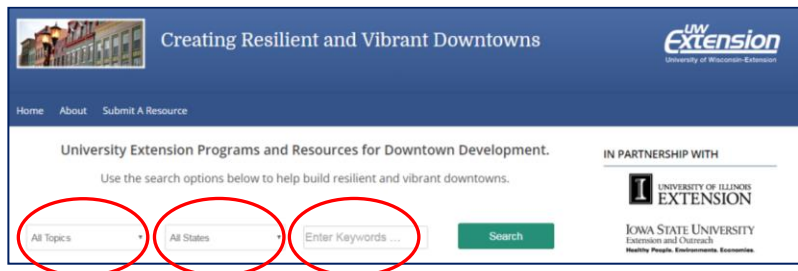 Creating Resilient and Vibrant Downtowns
UW
Extension
University of Wisconsin-Extension
Home About Submit A Resource
University Extension Programs and Resources for Downtown Development.
Use the search options below to help build resilient and vibrant downtowns.
All Topics All States Enter Keywords ... Search
IN PARTNERSHIP WITH
I UNIVERSITY OF ILLINOIS
EXTENSION
IOWA STATE UNIVERSITY
Extension and Outreach
Healthy People. Environments. Economies.